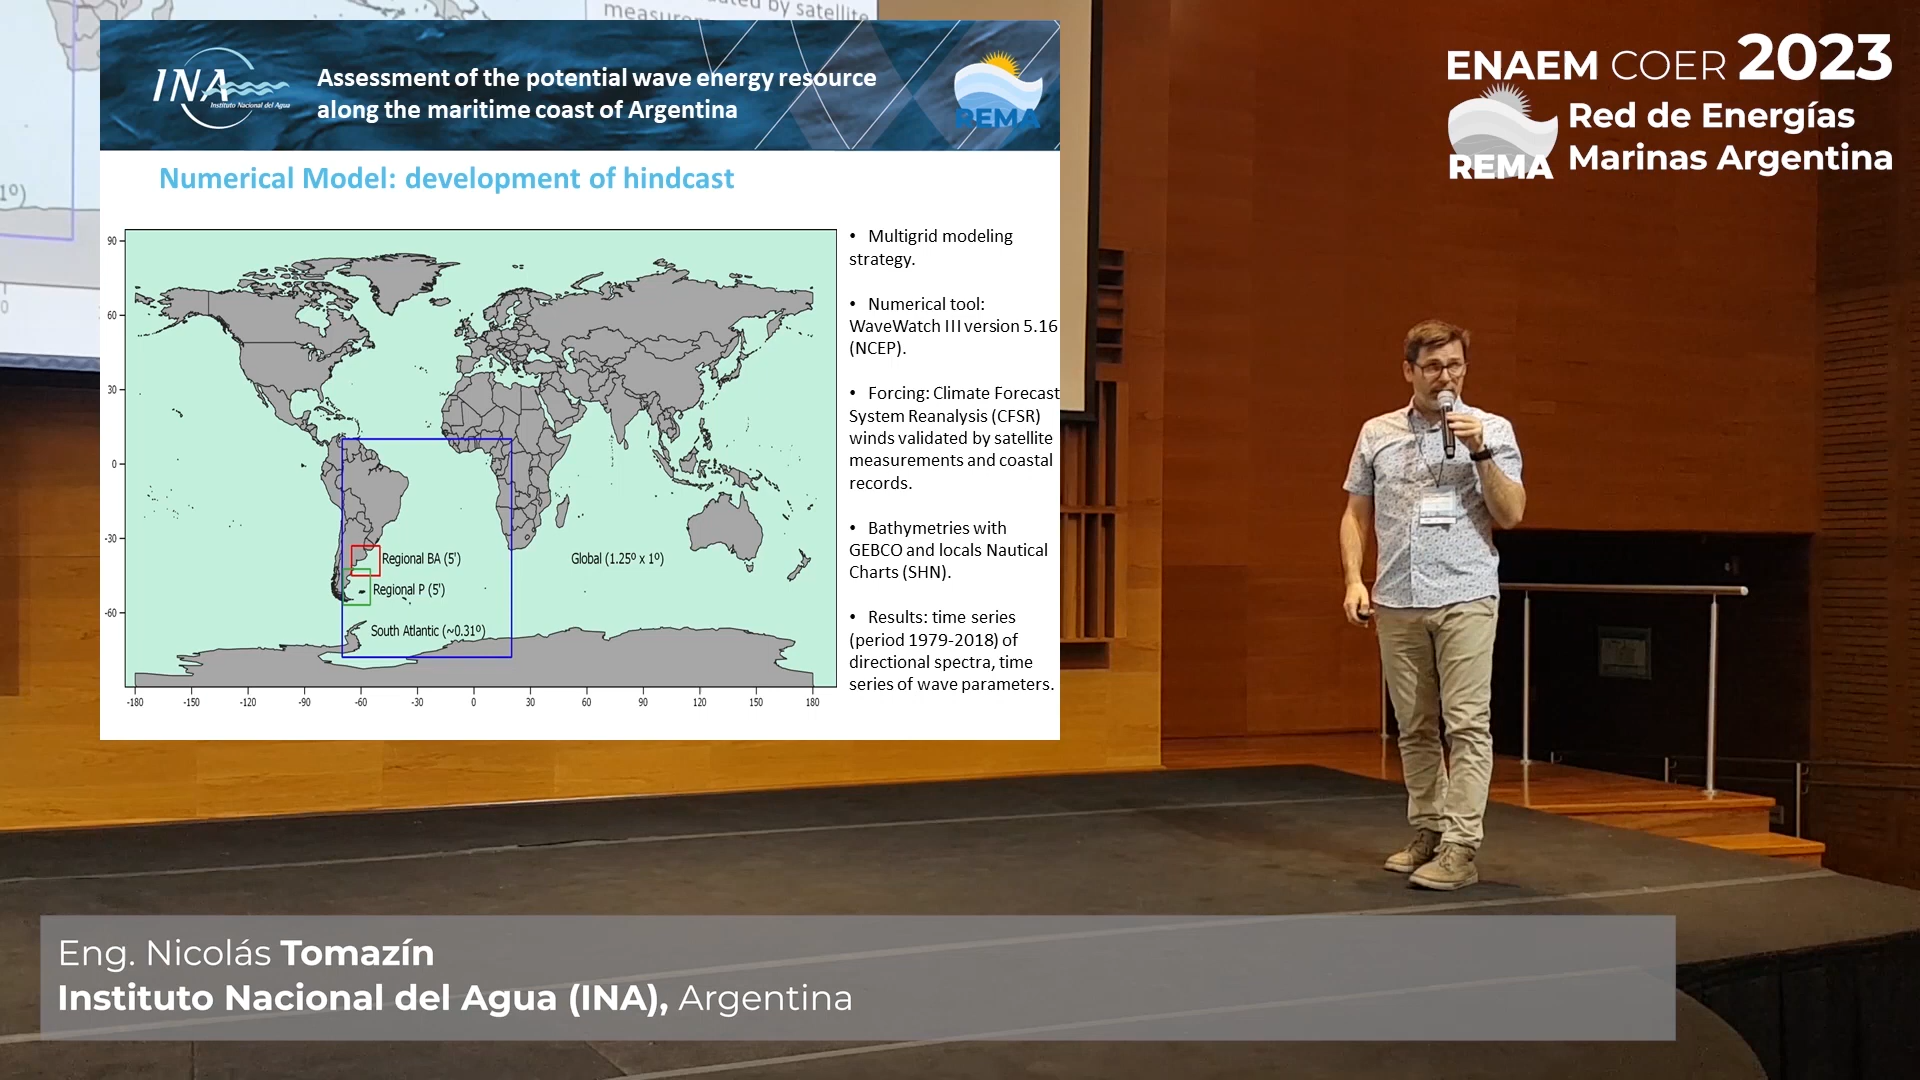 measurem
ed by satellite
1º)
0
INA
Instituto Nacional del Agua
Assessment of the potential wave energy resource
along the maritime coast of Argentina
REMA
Numerical Model: development of hindcast
90
60
30
0
-30
-60
-180 -150 -120 -90 -60 -30 0 30 60 90 120 150 180
Regional BA (5')
Regional P (5')
South Atlantic (~0.31º)
Global (1.25º x 1º)
• Multigrid modeling
strategy.
• Numerical tool:
WaveWatch III version 5.16
(NCEP).
• Forcing: Climate Forecast
System Reanalysis (CFSR)
winds validated by satellite
measurements and coastal
records.
• Bathymetries with
GEBCO and locals Nautical
Charts (SHN).
• Results: time series
(period 1979-2018) of
directional spectra, time
series of wave parameters.
ENAEM COER 2023
REMA
Red de Energías
Marinas Argentina
Eng. Nicolás Tomazín
Instituto Nacional del Agua (INA), Argentina